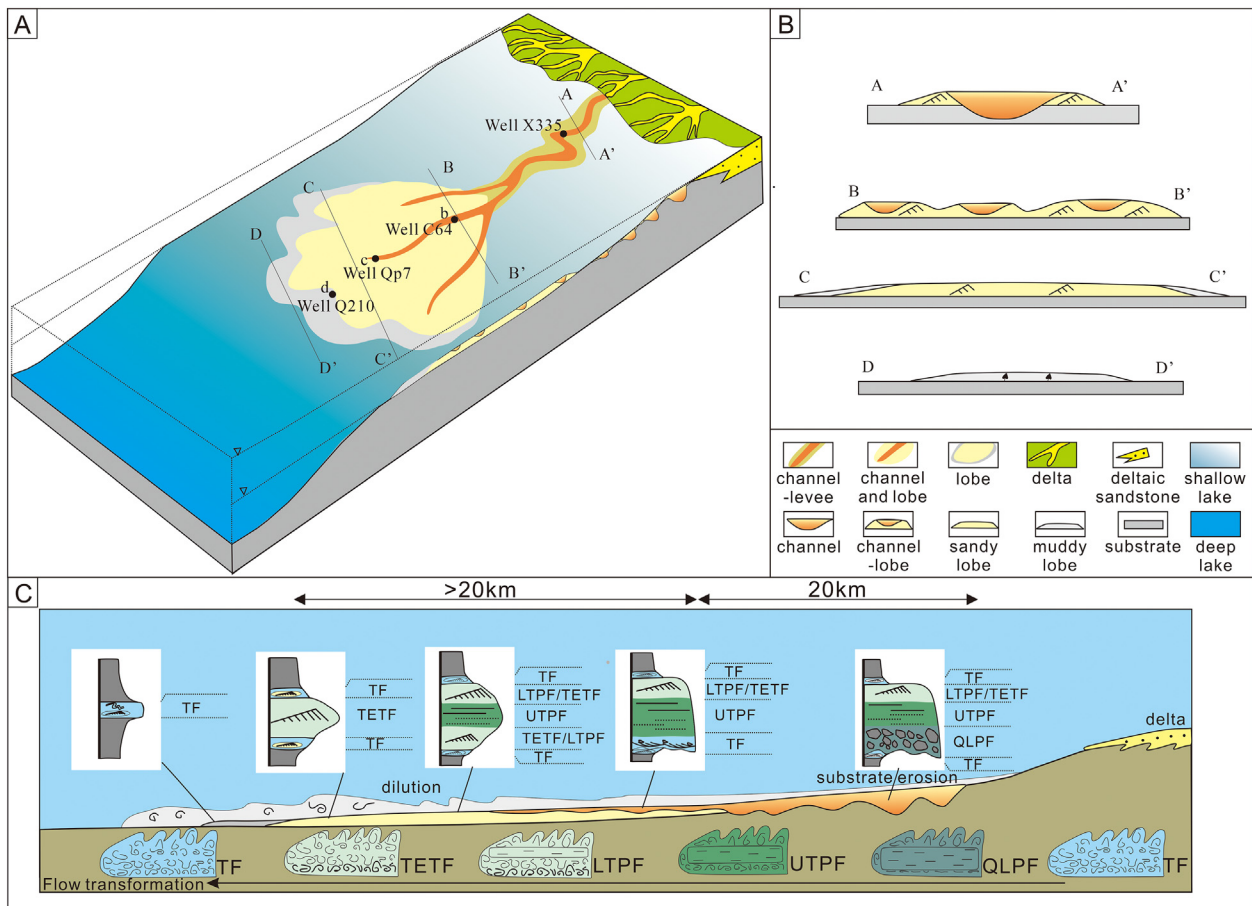 A
A
Well X335
A'
B
C
b
Well C64
D
c
Well Qp7
B'
d
Well Q210
C'
D'
B
A
A'
B
B'
C
C'
D
D'
channel
-levee
channel
and lobe
lobe
delta
deltaic
sandstone
shallow
lake
channel
channel
-lobe
sandy
lobe
muddy
lobe
substrate
deep
lake
C
>20km
20km
TF
TF
TETF
TF
TF
LTPF/TETF
UTPF
TETF/LTPF
TF
TF
LTPF/TETF
UTPF
TF
TF
LTPF/TETF
UTPF
QLPF
TF
delta
dilution
substrate/erosion
TF
TETF
LTPF
UTPF
QLPF
TF
Flow transformation